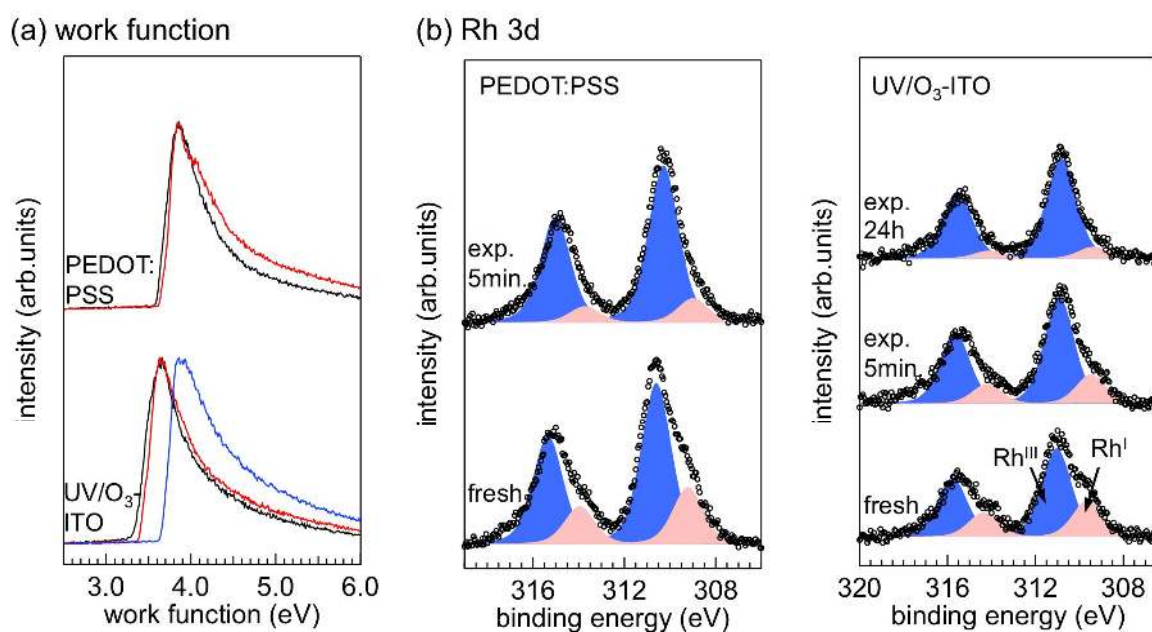 (a) work function
intensity (arb.units)
PEDOT:
PSS
UV/O₃-
ITO
3.0 4.0 5.0 6.0
work function (eV)
(b) Rh 3d
PEDOT:PSS
intensity (arb.units)
exp.
5min.
fresh
316 312 308
binding energy (eV)
UV/O₃-ITO
intensity (arb.units)
exp.
24h
exp.
5min.
Rhᴵᴵᴵ
Rhᴵ
fresh
320 316 312 308
binding energy (eV)